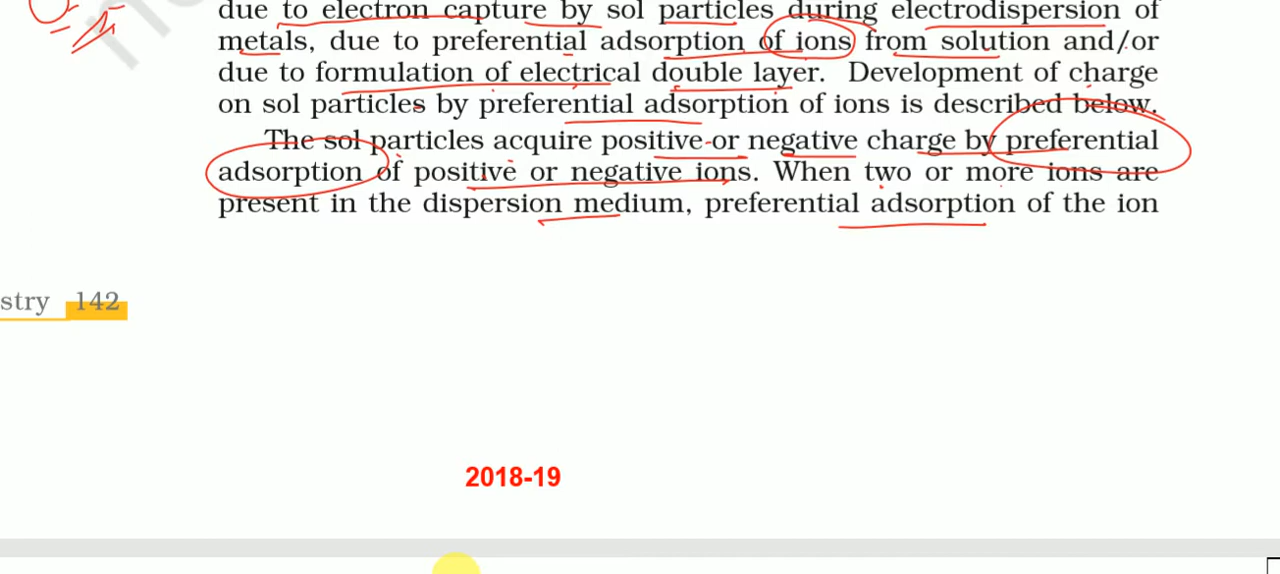 due to electron capture by sol particles during electrodispersion of
metals, due to preferential adsorption of ions from solution and/or
due to formulation of electrical double layer. Development of charge
on sol particles by preferential adsorption of ions is described below.
The sol particles acquire positive or negative charge by preferential
adsorption of positive or negative ions. When two or more ions are
present in the dispersion medium, preferential adsorption of the ion
stry 142
2018-19